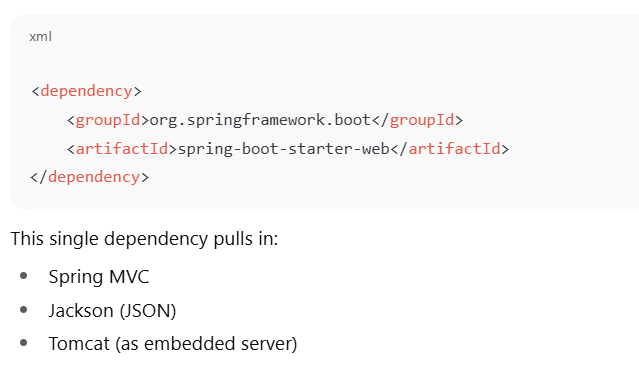 xml
<dependency>
    <groupId>org.springframework.boot</groupId>
    <artifactId>spring-boot-starter-web</artifactId>
</dependency>
This single dependency pulls in:
• Spring MVC
• Jackson (JSON)
• Tomcat (as embedded server)